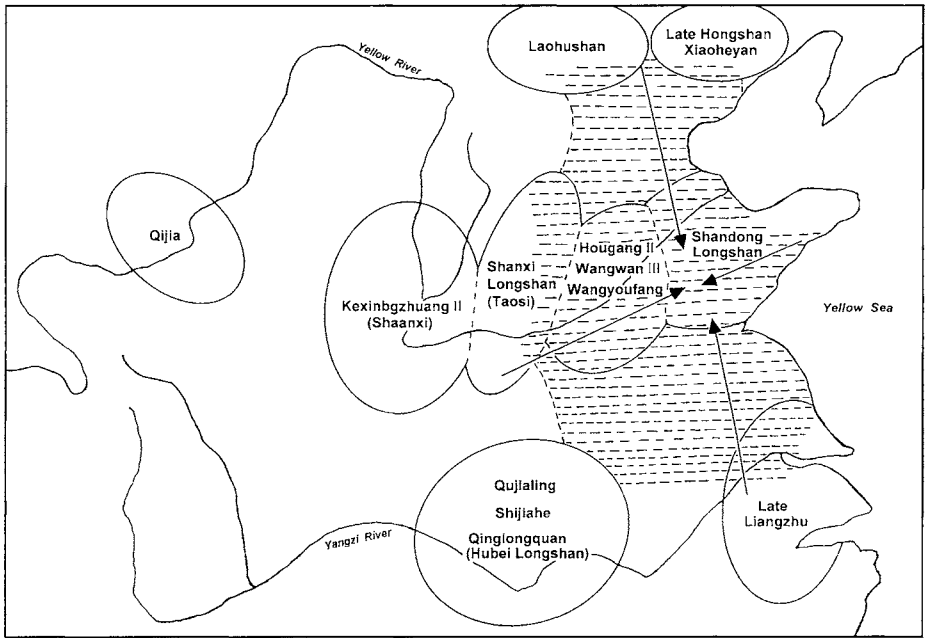 Laohushan
Late Hongshan
Xiaoheyan
Yellow River
Qijia
Kexinbgzhuang II
(Shaanxi)
Shanxi
Longshan
(Taosi)
Hougang II
Wangwan III
Wangyoufang
Shandong
Longshan
Yellow Sea
Qujialing
Shijiahe
Qinglongquan
(Hubei Longshan)
Yangzi River
Late
Liangzhu